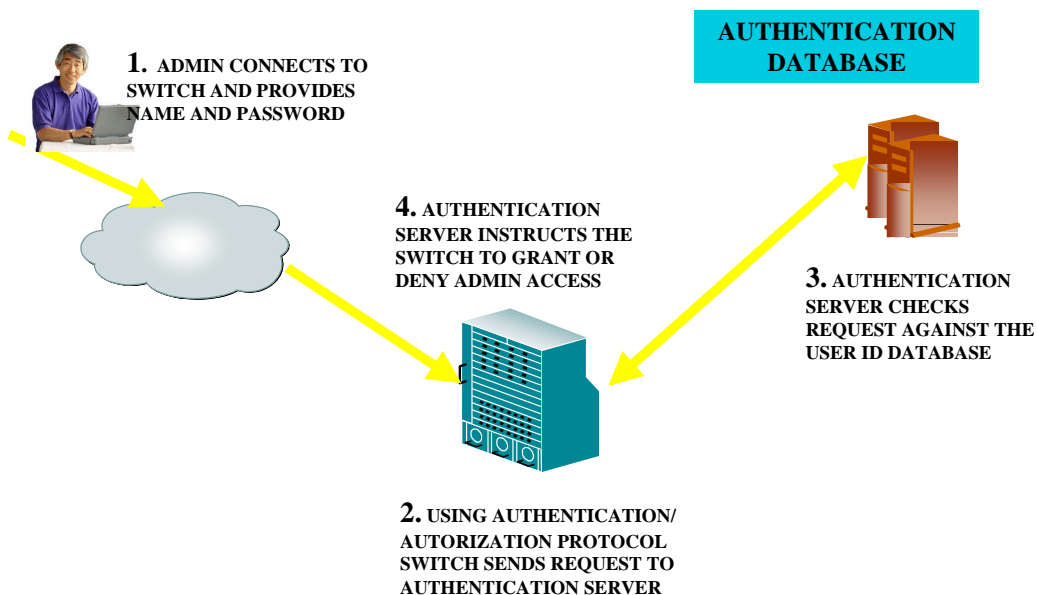 1. ADMIN CONNECTS TO
SWITCH AND PROVIDES
NAME AND PASSWORD
AUTHENTICATION
DATABASE
4. AUTHENTICATION
SERVER INSTRUCTS THE
SWITCH TO GRANT OR
DENY ADMIN ACCESS
3. AUTHENTICATION
SERVER CHECKS
REQUEST AGAINST THE
USER ID DATABASE
2. USING AUTHENTICATION/
AUTORIZATION PROTOCOL
SWITCH SENDS REQUEST TO
AUTHENTICATION SERVER